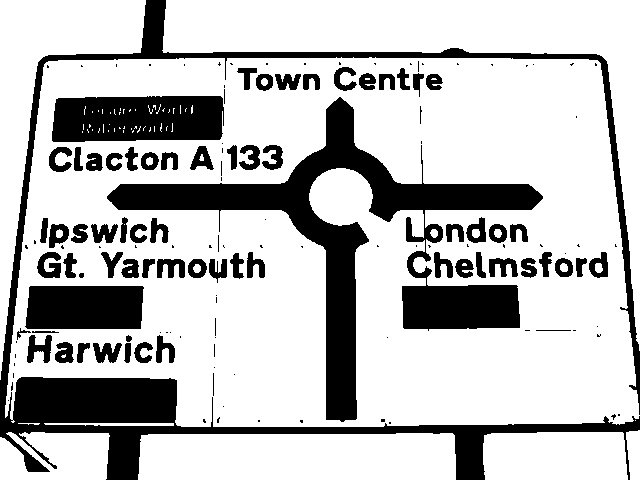 Town Centre
Leisure World
Rollerworld
Clacton A 133
Ipswich
Gt. Yarmouth
London
Chelmsford
Harwich